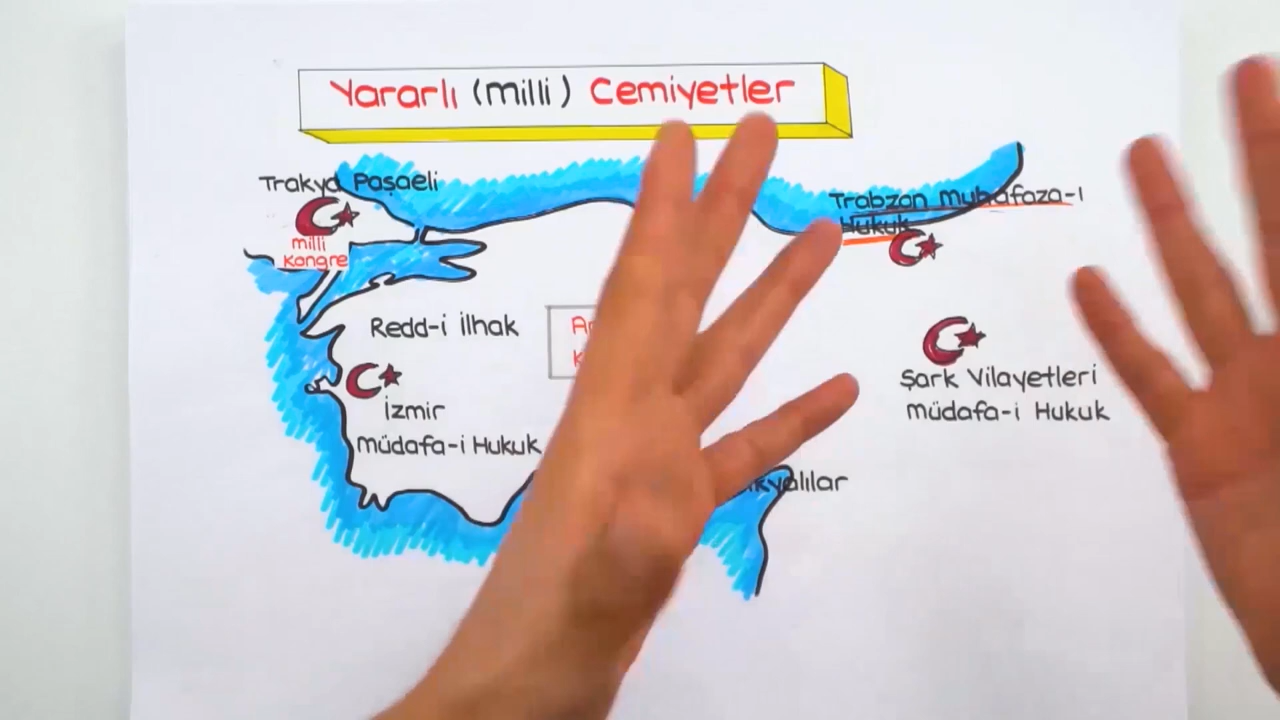 Yararlı (milli) Cemiyetler
Trakya Paşaeli
milli
Kongre
Trabzon Muhafaza-ı
Hukuk
Redd-i İlhak
İzmir
müdafa-i Hukuk
Şark Vilayetleri
müdafa-i Hukuk